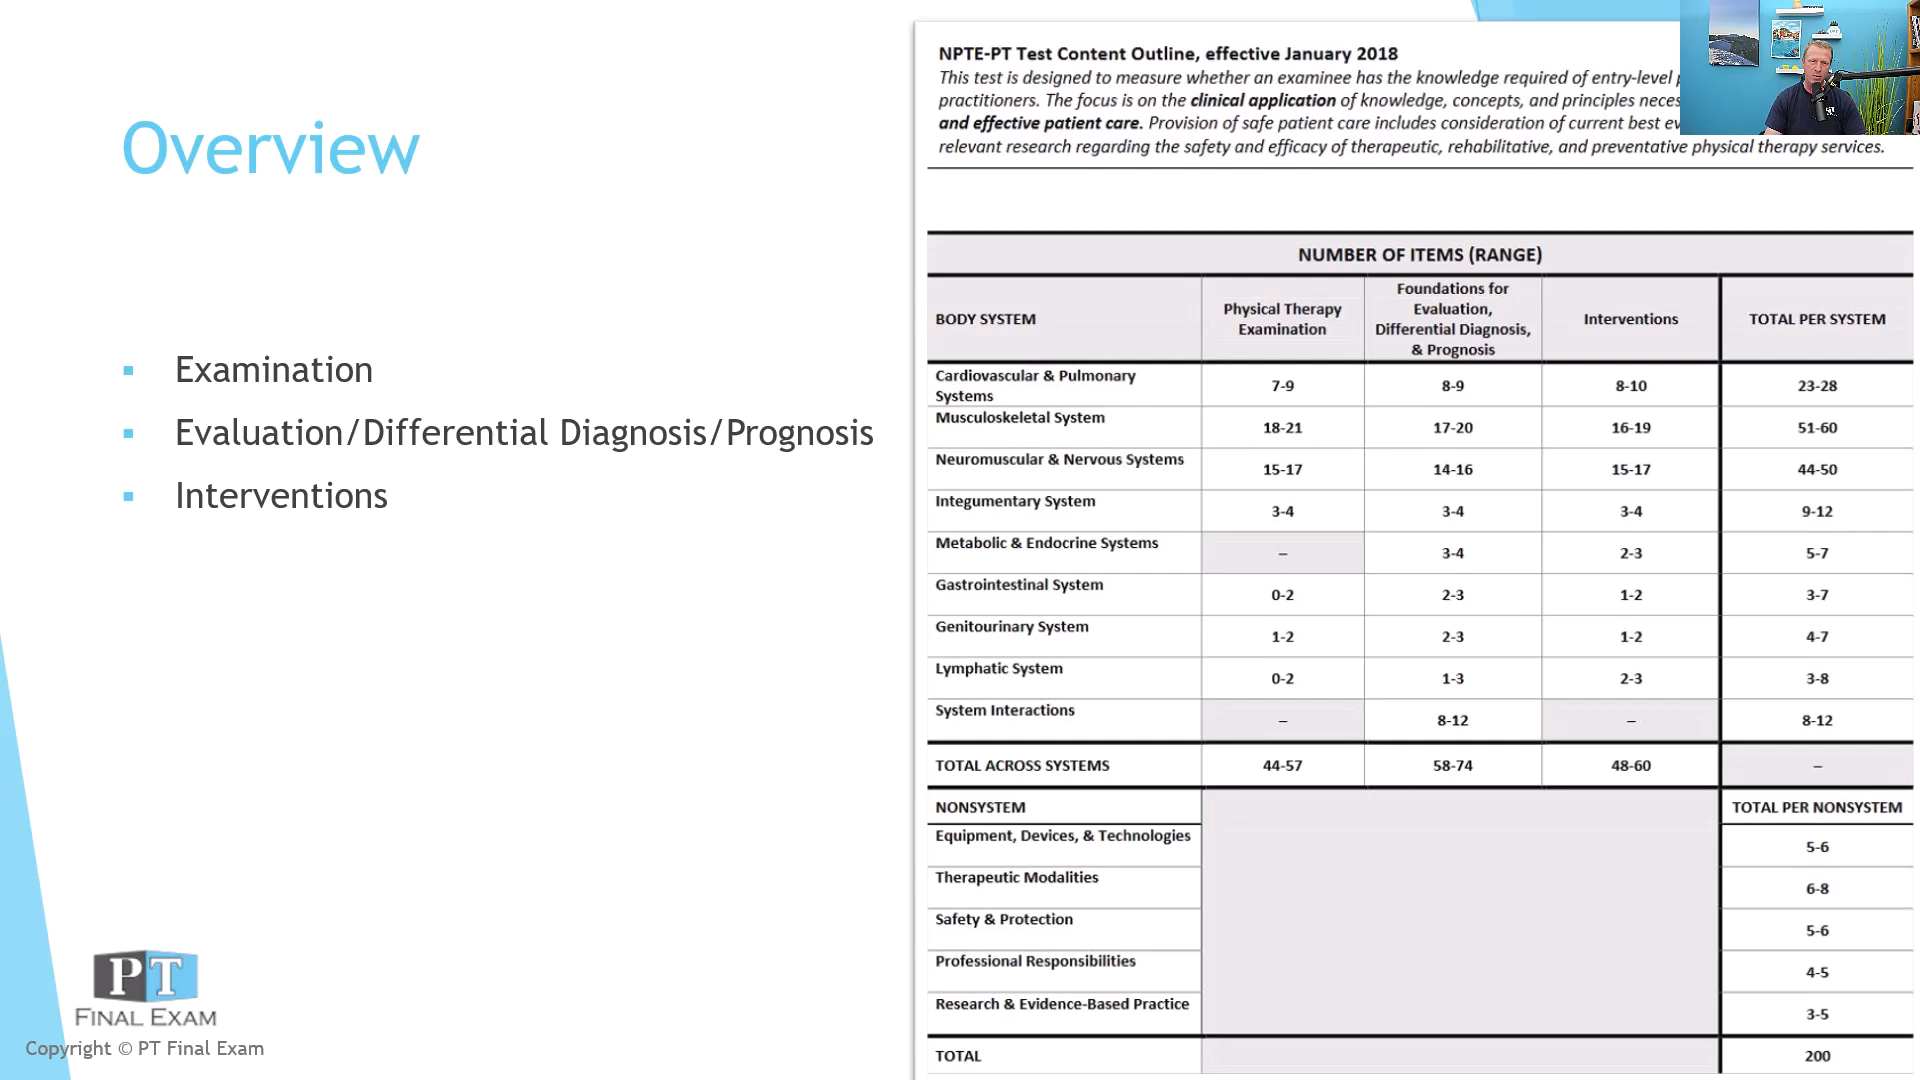 Overview
▪ Examination
▪ Evaluation/Differential Diagnosis/Prognosis
▪ Interventions
PT
FINAL EXAM
Copyright © PT Final Exam
NPTE-PT Test Content Outline, effective January 2018
This test is designed to measure whether an examinee has the knowledge required of entry-level
practitioners. The focus is on the clinical application of knowledge, concepts, and principles
and effective patient care. Provision of safe patient care includes consideration of current best
relevant research regarding the safety and efficacy of therapeutic, rehabilitative, and preventative physical therapy services.
NUMBER OF ITEMS (RANGE)
BODY SYSTEM
Physical Therapy
Examination
Foundations for
Evaluation,
Differential Diagnosis,
& Prognosis
Interventions
TOTAL PER SYSTEM
Cardiovascular & Pulmonary
Systems
7-9 8-9 8-10 23-28
Musculoskeletal System 18-21 17-20 16-19 51-60
Neuromuscular & Nervous Systems 15-17 14-16 15-17 44-50
Integumentary System 3-4 3-4 3-4 9-12
Metabolic & Endocrine Systems – 3-4 2-3 5-7
Gastrointestinal System 0-2 2-3 1-2 3-7
Genitourinary System 1-2 2-3 1-2 4-7
Lymphatic System 0-2 1-3 2-3 3-8
System Interactions – 8-12 – 8-12
TOTAL ACROSS SYSTEMS 44-57 58-74 48-60 –
NONSYSTEM TOTAL PER NONSYSTEM
Equipment, Devices, & Technologies 5-6
Therapeutic Modalities 6-8
Safety & Protection 5-6
Professional Responsibilities 4-5
Research & Evidence-Based Practice 3-5
TOTAL 200